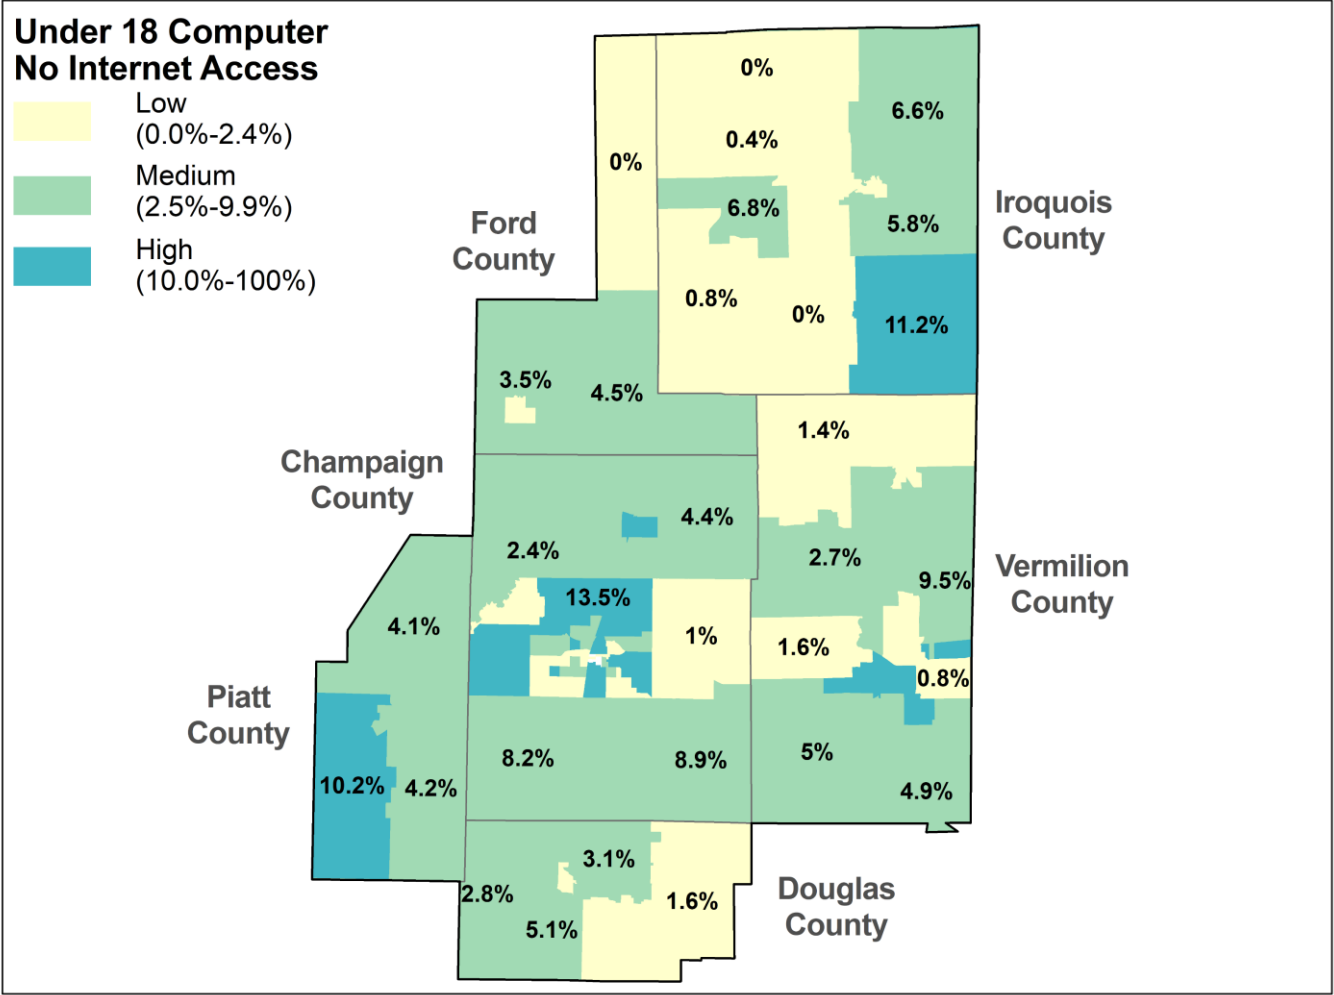 Under 18 Computer
No Internet Access
Low
(0.0%-2.4%)
Medium
(2.5%-9.9%)
High
(10.0%-100%)
0%
6.6%
0.4%
0%
6.8%
Iroquois
County
5.8%
Ford
County
0.8%
0%
11.2%
3.5%
4.5%
1.4%
Champaign
County
4.4%
2.4%
2.7%
9.5%
Vermilion
County
13.5%
4.1%
1%
1.6%
0.8%
Piatt
County
10.2%
4.2%
8.2%
8.9%
5%
4.9%
3.1%
2.8%
5.1%
1.6%
Douglas
County